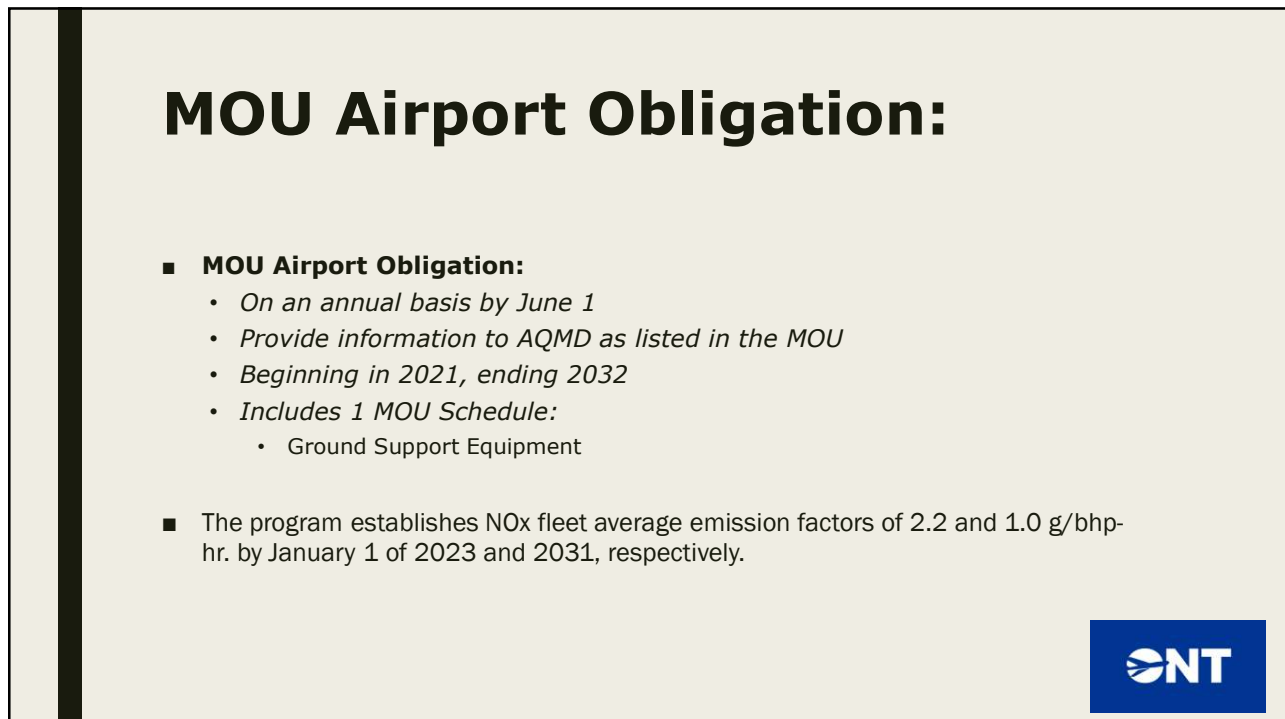 MOU Airport Obligation:
■ MOU Airport Obligation:
• On an annual basis by June 1
• Provide information to AQMD as listed in the MOU
• Beginning in 2021, ending 2032
• Includes 1 MOU Schedule:
• Ground Support Equipment
■ The program establishes NOx fleet average emission factors of 2.2 and 1.0 g/bhp-
hr. by January 1 of 2023 and 2031, respectively.
ONT